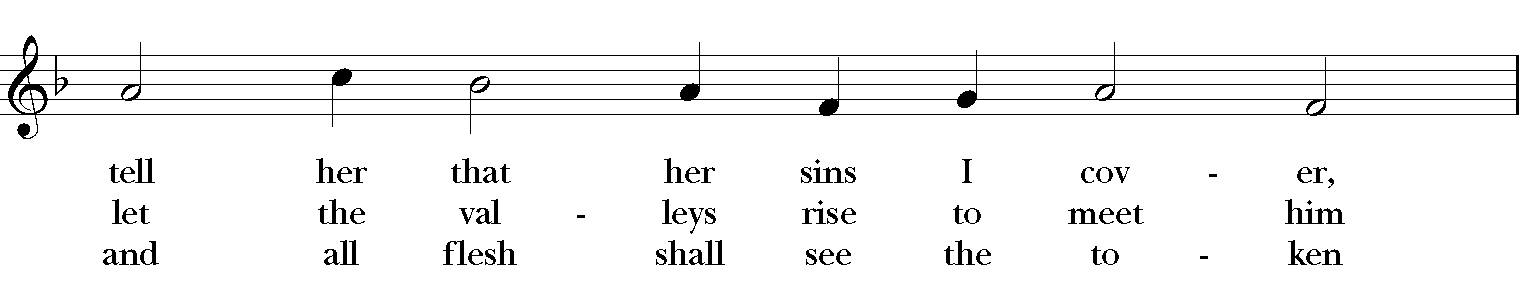 tell her that her sins I cov - er,
let the val - leys rise to meet him
and all flesh shall see the to - ken